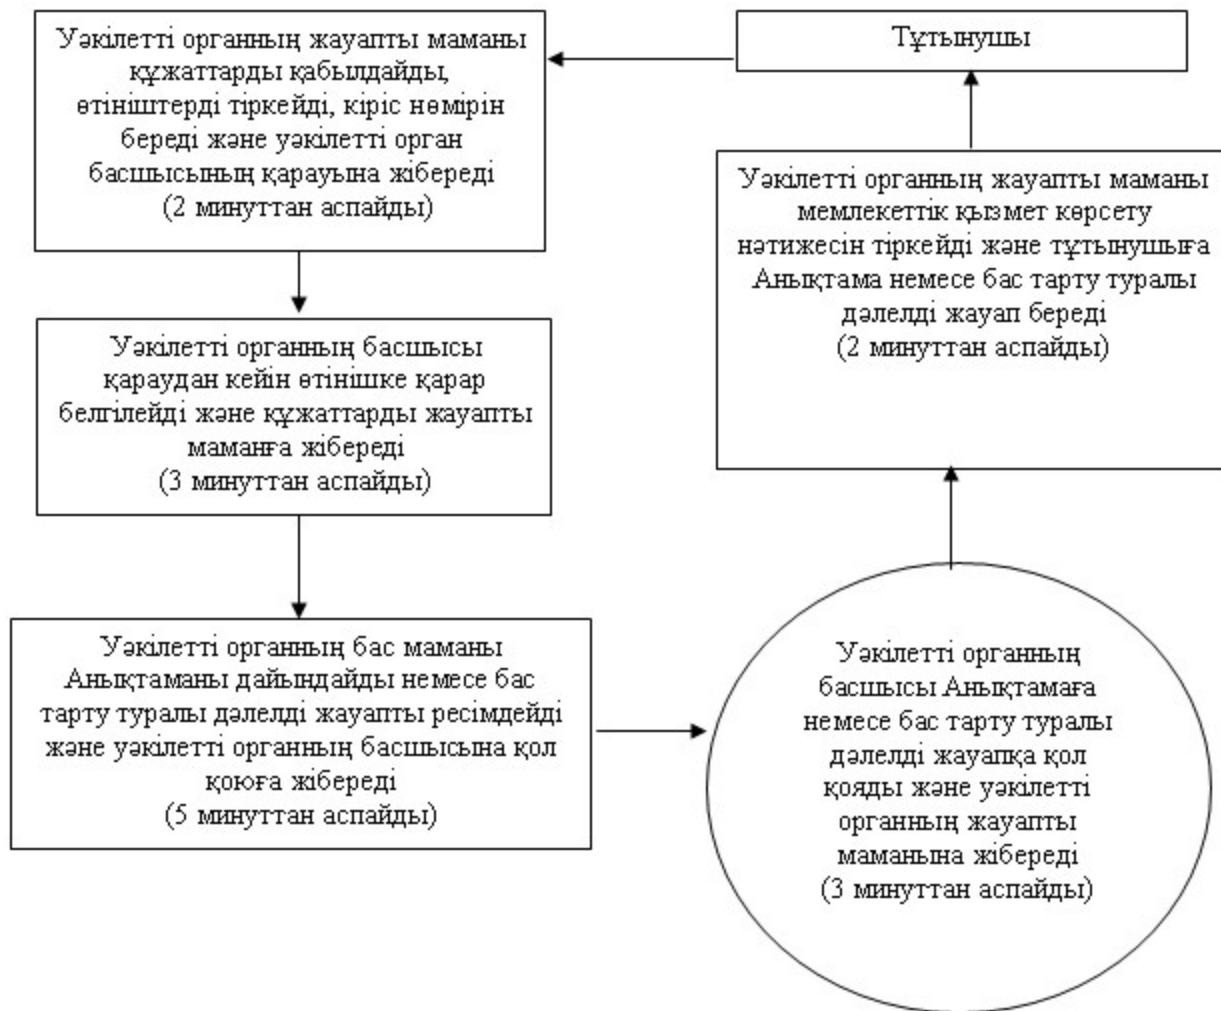 Тұтынушы
Уәкілетті органның жауапты маманы
құжаттарды қабылдайды,
өтініштерді тіркейді, кіріс нөмірін
береді және уәкілетті орган
басшысының қарауына жібереді
(2 минуттан аспайды)
Уәкілетті органның басшысы
қараудан кейін өтінішке қарар
белгілейді және құжаттарды жауапты
маманға жібереді
(3 минуттан аспайды)
Уәкілетті органның бас маманы
Анықтаманы дайындайды немесе бас
тарту туралы дәлелді жауапты ресімдейді
және уәкілетті органның басшысына қол
қоюға жібереді
(5 минуттан аспайды)
Уәкілетті органның
басшысы Анықтамаға
немесе бас тарту туралы
дәлелді жауапқа қол
қояды және уәкілетті
органның жауапты
маманына жібереді
(3 минуттан аспайды)
Уәкілетті органның жауапты маманы
мемлекеттік қызмет көрсету
нәтижесін тіркейді және тұтынушыға
Анықтама немесе бас тарту туралы
дәлелді жауап береді
(2 минуттан аспайды)